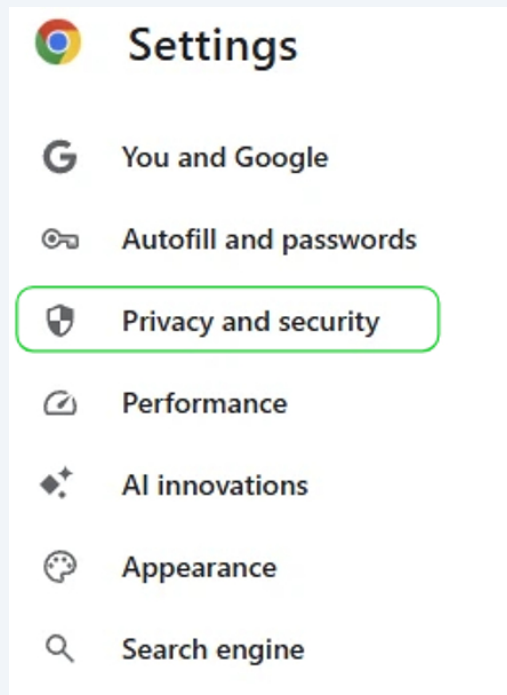 Settings
You and Google
Autofill and passwords
Privacy and security
Performance
AI innovations
Appearance
Search engine